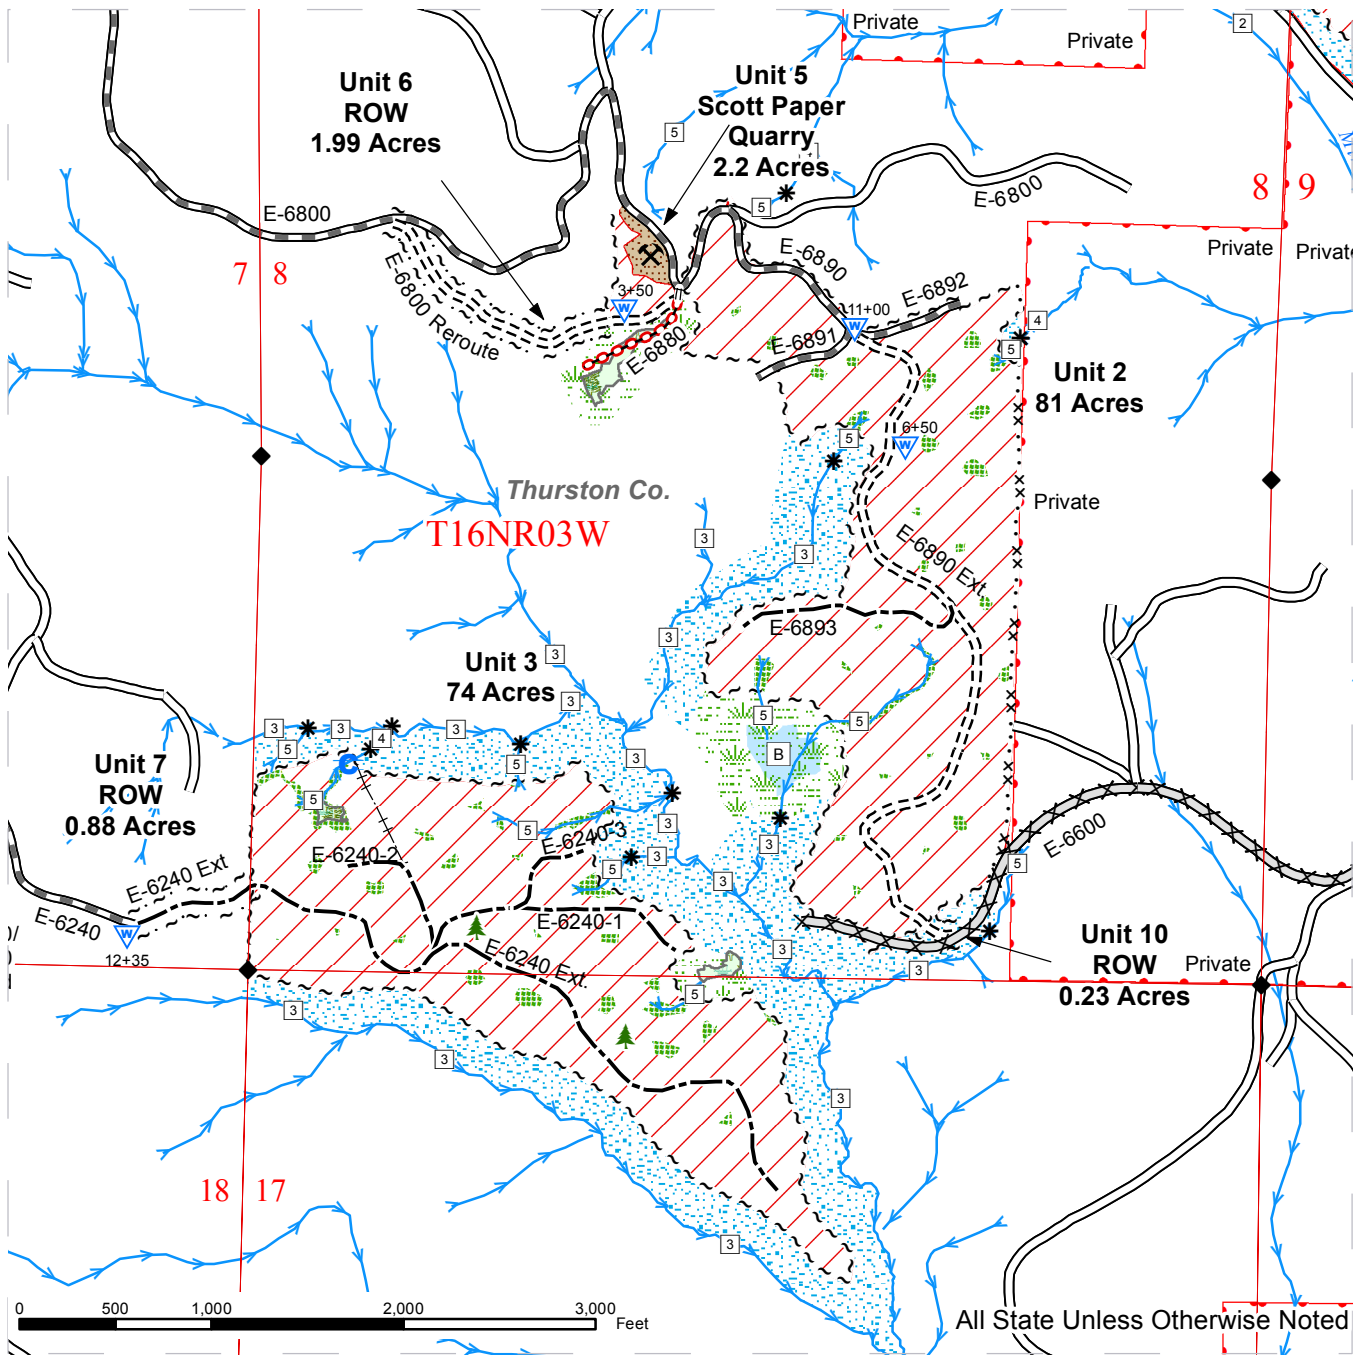 Private
Private
2
Unit 6
ROW
1.99 Acres
Unit 5
Scott Paper
Quarry
2.2 Acres
5
5
E-6800
E-6800
8 9
Private
7 8
E-6800 Reroute
3+50
E-6880
E-6890
11+00
E-6892
E-6891
W
W
4
5
Unit 2
81 Acres
6+50
W
5
Thurston Co.
T16NR03W
Private
3
3
E-6890 Ext.
E-6893
3
3
Unit 3
74 Acres
3
3
3
3
4
5
5
3
5
5
B
C
Unit 7
ROW
0.88 Acres
5
5
3
3
3
5
3
E-6240-3
E-6240-2
E-6240-1
E-6240 Ext
E-6240
W
12+35
E-6240 Ext.
E-6600
5
Unit 10
ROW
0.23 Acres
Private
3
3
5
3
3
3
18 17
3
0 500 1,000 2,000 3,000
Feet
All State Unless Otherwise Noted